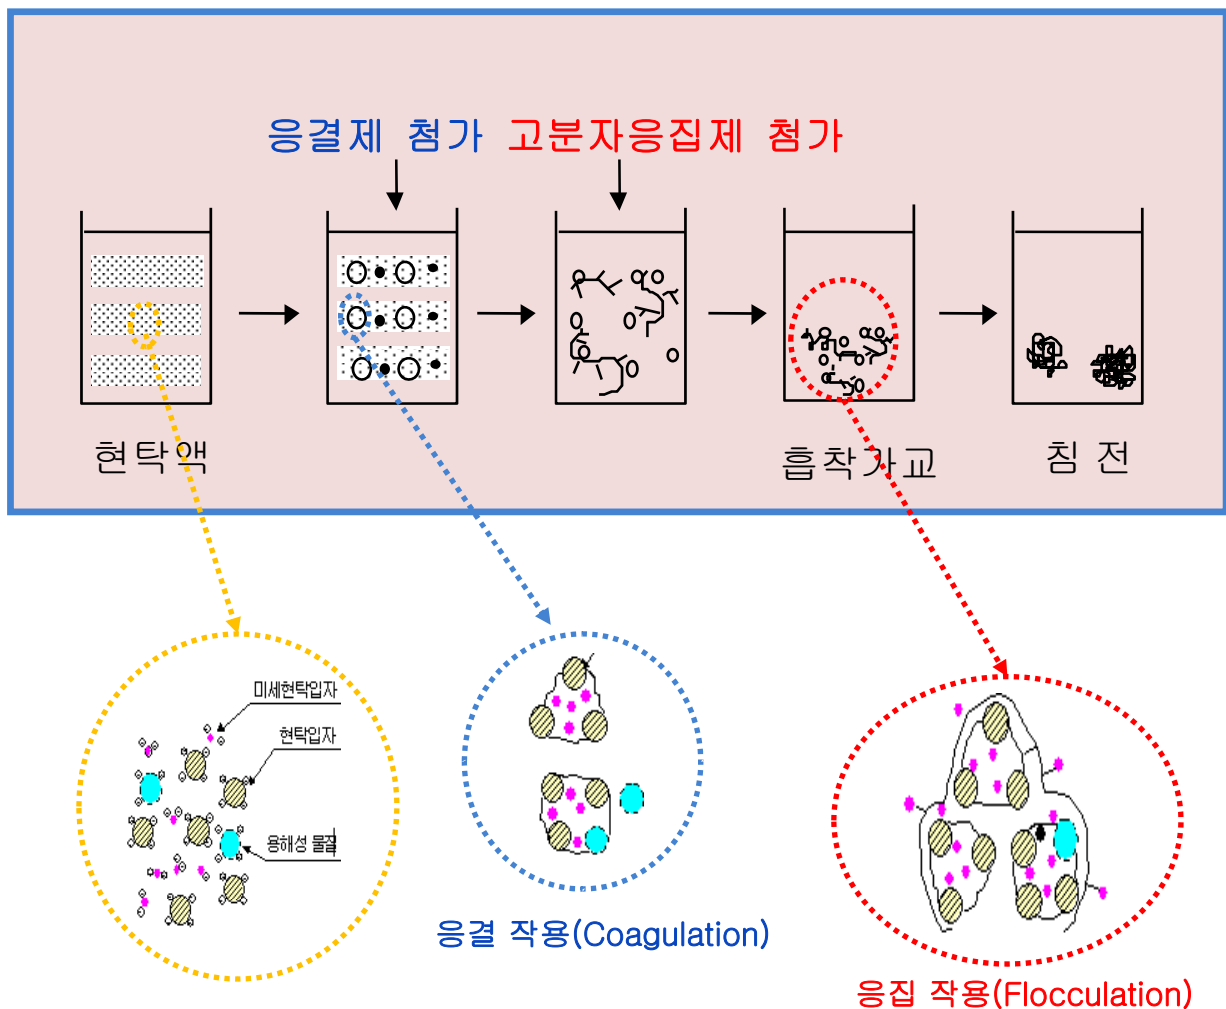 응결제 첨가
고분자응집제 첨가
현탁액
흡착가교
침 전
미세현탁입자
현탁입자
용해성 물질
응결 작용(Coagulation)
응집 작용(Flocculation)